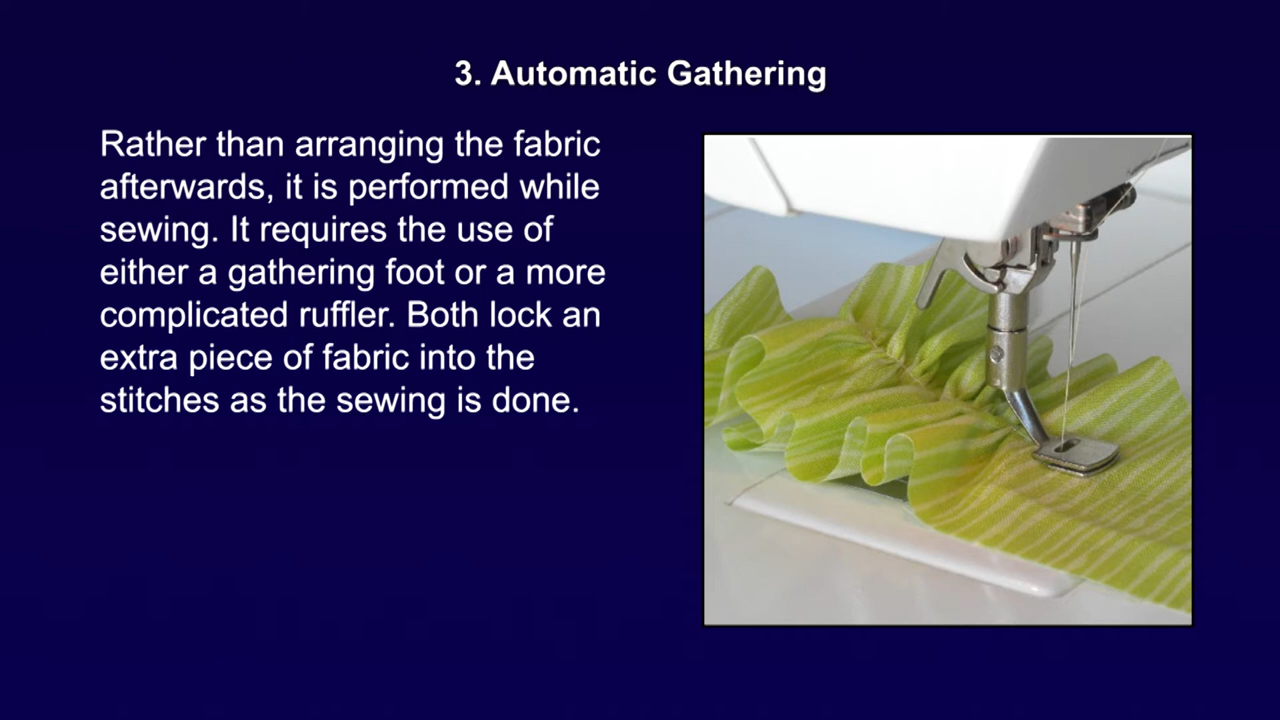 3. Automatic Gathering
Rather than arranging the fabric
afterwards, it is performed while
sewing. It requires the use of
either a gathering foot or a more
complicated ruffler. Both lock an
extra piece of fabric into the
stitches as the sewing is done.